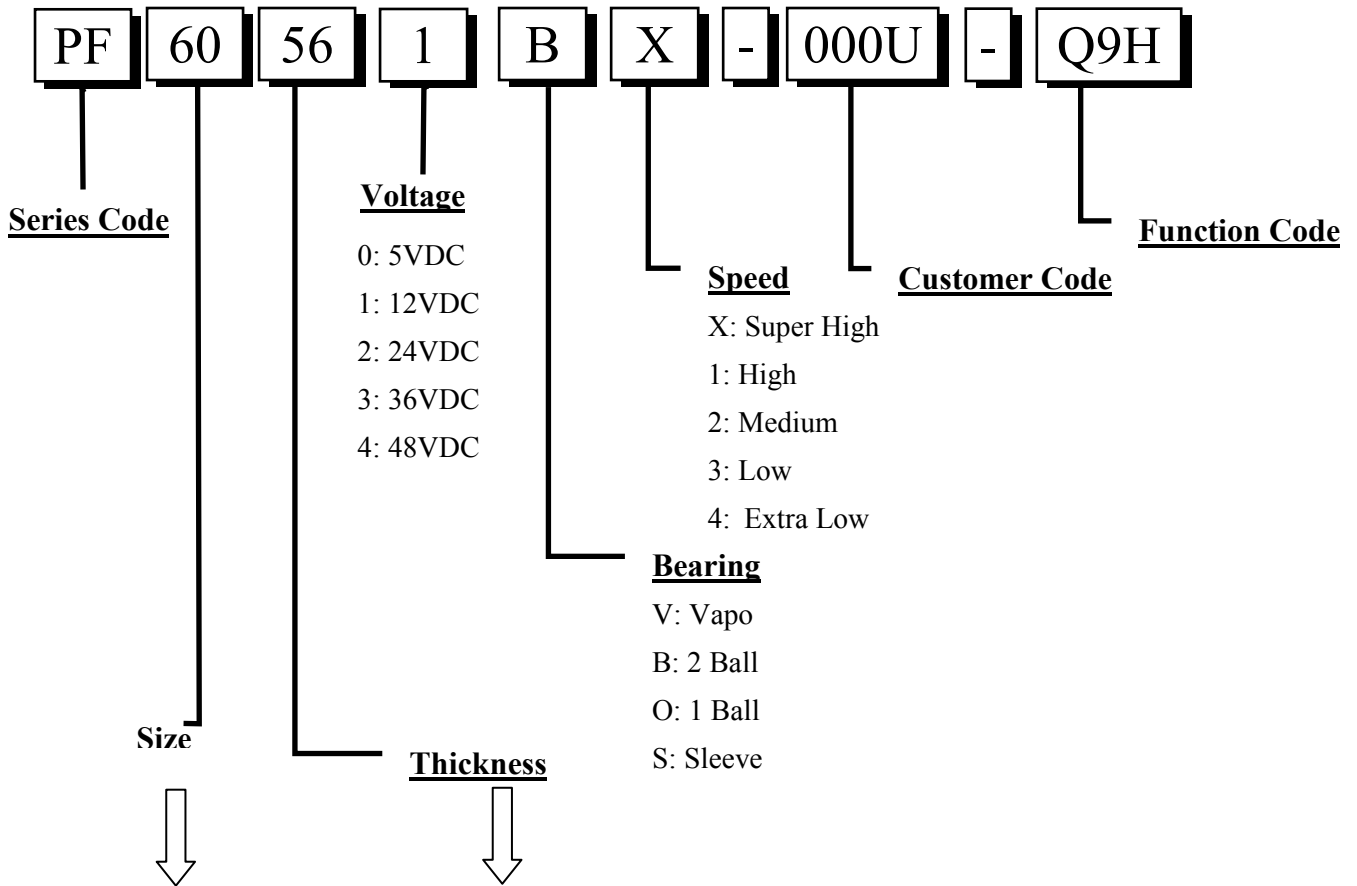 PF 60 56 1 B X - 000U - Q9H
Series Code
Voltage
0: 5VDC
1: 12VDC
2: 24VDC
3: 36VDC
4: 48VDC
Function Code
Speed
X: Super High
1: High
2: Medium
3: Low
4: Extra Low
Customer Code
Bearing
V: Vapo
B: 2 Ball
O: 1 Ball
S: Sleeve
Size
Thickness